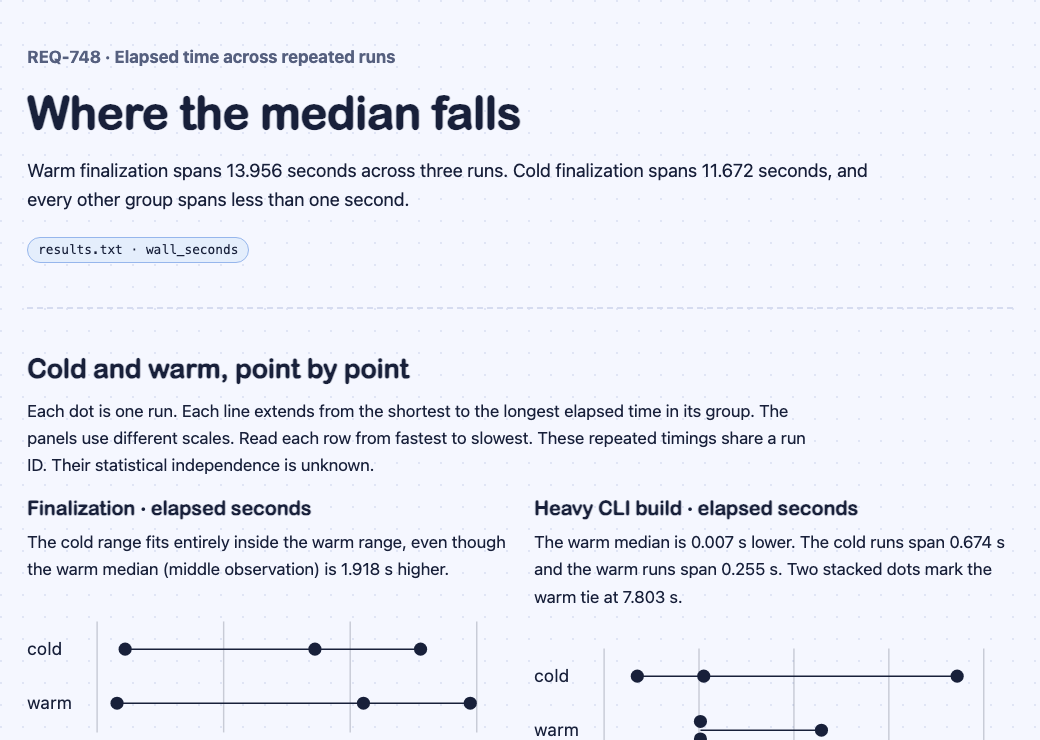 REQ-748 · Elapsed time across repeated runs
Where the median falls
Warm finalization spans 13.956 seconds across three runs. Cold finalization spans 11.672 seconds, and
every other group spans less than one second.
results.txt · wall_seconds
Cold and warm, point by point
Each dot is one run. Each line extends from the shortest to the longest elapsed time in its group. The
panels use different scales. Read each row from fastest to slowest. These repeated timings share a run
ID. Their statistical independence is unknown.
Finalization · elapsed seconds
The cold range fits entirely inside the warm range, even though
the warm median (middle observation) is 1.918 s higher.
cold
warm
Heavy CLI build · elapsed seconds
The warm median is 0.007 s lower. The cold runs span 0.674 s
and the warm runs span 0.255 s. Two stacked dots mark the
warm tie at 7.803 s.
cold
warm